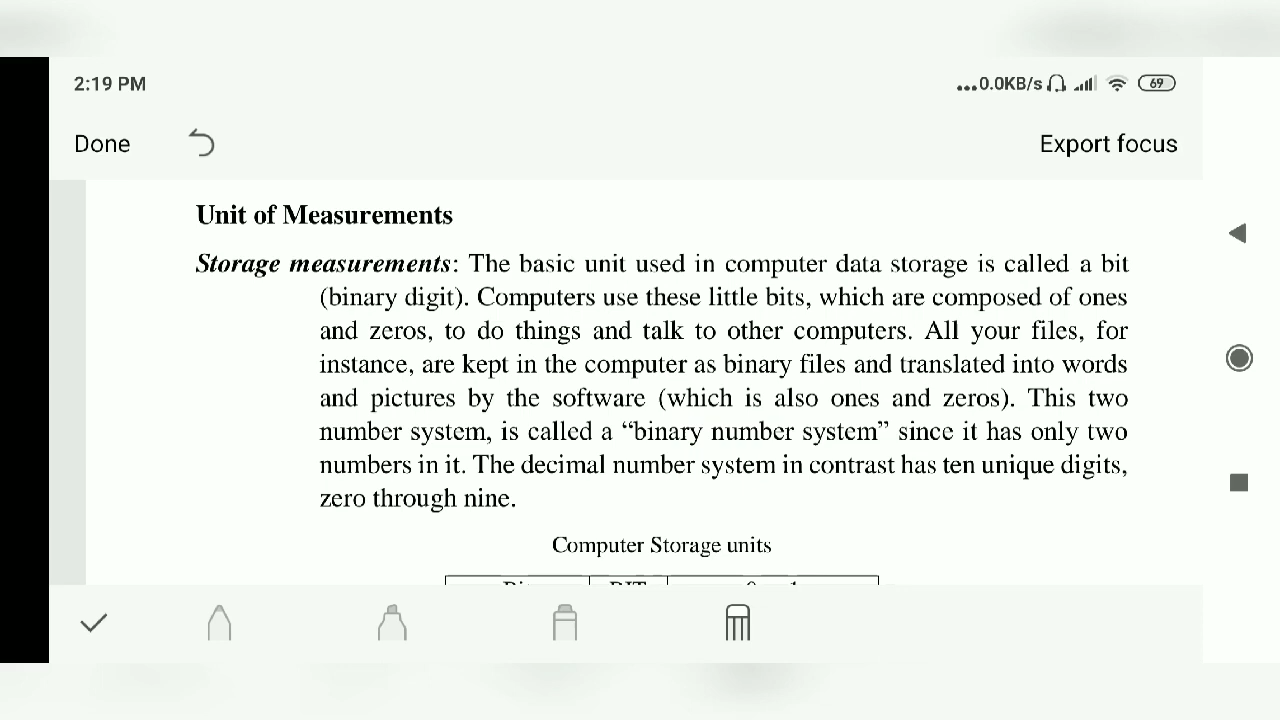 2:19 PM
...0.0KB/s
69
Done
Export focus
Unit of Measurements
Storage measurements: The basic unit used in computer data storage is called a bit
(binary digit). Computers use these little bits, which are composed of ones
and zeros, to do things and talk to other computers. All your files, for
instance, are kept in the computer as binary files and translated into words
and pictures by the software (which is also ones and zeros). This two
number system, is called a “binary number system” since it has only two
numbers in it. The decimal number system in contrast has ten unique digits,
zero through nine.
Computer Storage units